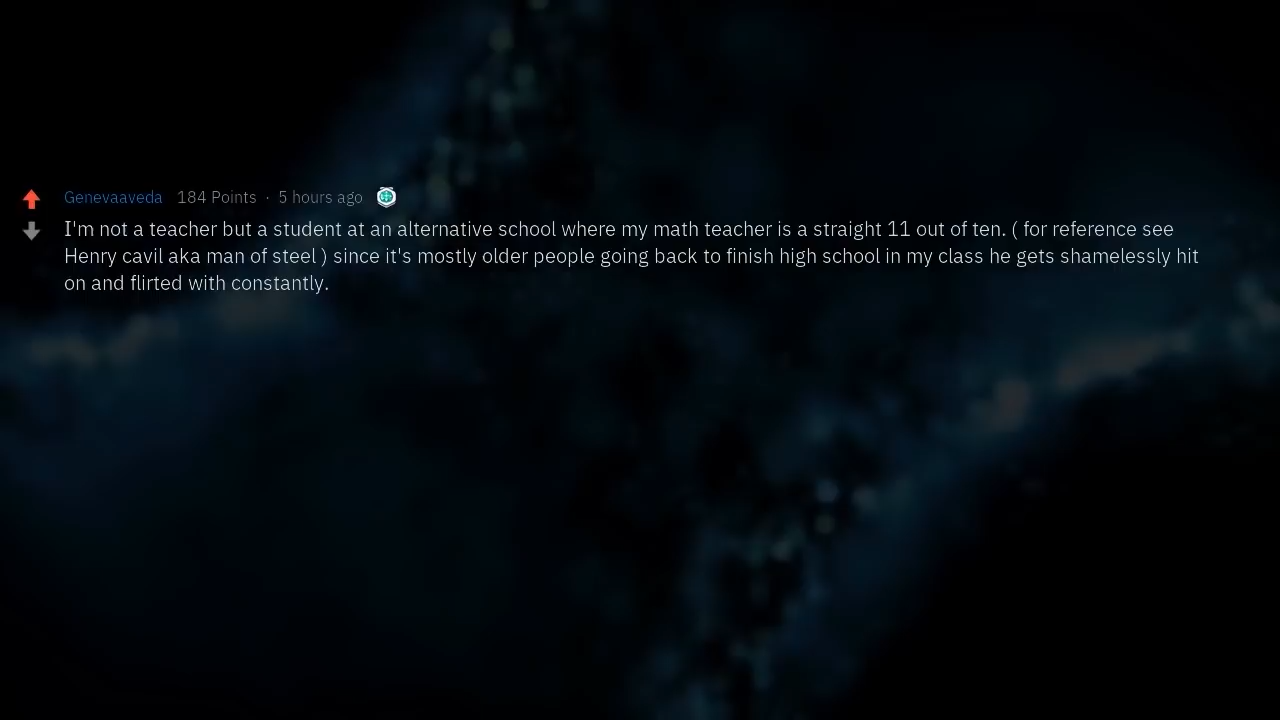 Genevaaveda 184 Points · 5 hours ago
I'm not a teacher but a student at an alternative school where my math teacher is a straight 11 out of ten. ( for reference see
Henry cavil aka man of steel ) since it's mostly older people going back to finish high school in my class he gets shamelessly hit
on and flirted with constantly.